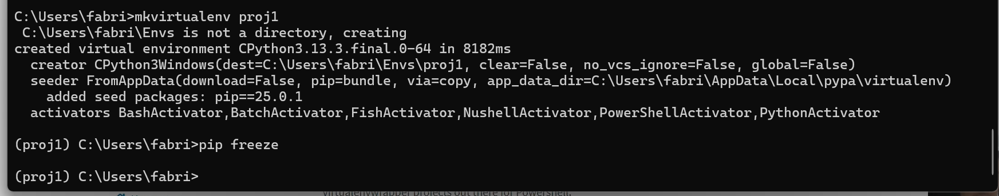 C:\Users\fabri>mkvirtualenv proj1
 C:\Users\fabri\Envs is not a directory, creating
created virtual environment CPython3.13.3.final.0-64 in 8182ms
  creator CPython3Windows(dest=C:\Users\fabri\Envs\proj1, clear=False, no_vcs_ignore=False, global=False)
  seeder FromAppData(download=False, pip=bundle, via=copy, app_data_dir=C:\Users\fabri\AppData\Local\pypa\virtualenv)
    added seed packages: pip==25.0.1
  activators BashActivator,BatchActivator,FishActivator,NushellActivator,PowerShellActivator,PythonActivator
(proj1) C:\Users\fabri>pip freeze
(proj1) C:\Users\fabri>
virtualenvwrapper projects out there for Powershell.